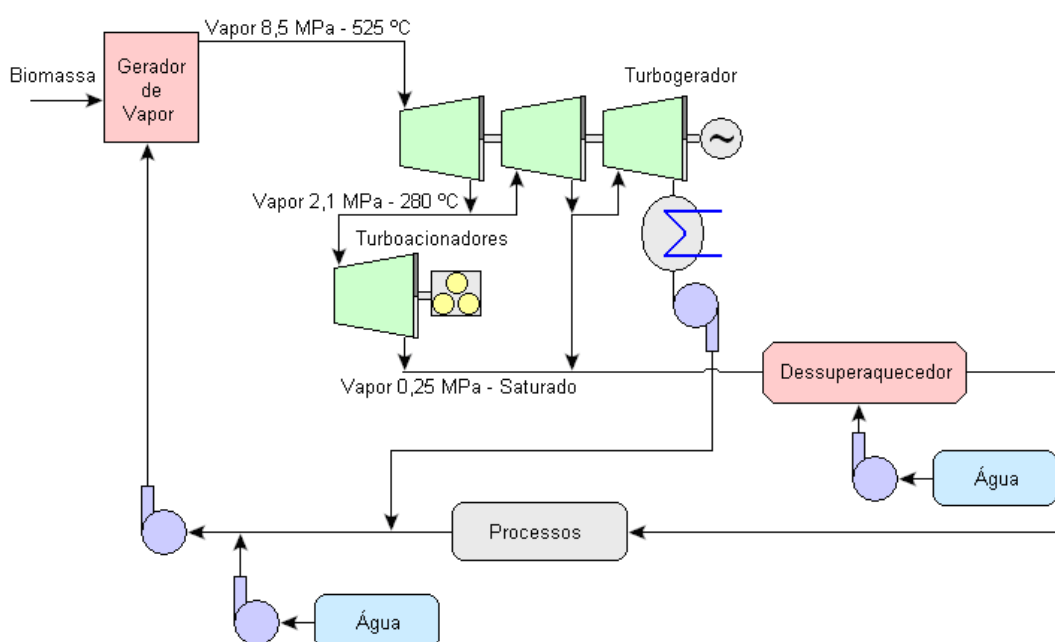 Vapor 8,5 MPa - 525 ºC
Biomassa
Gerador
de
Vapor
Turbogerador
~
Vapor 2,1 MPa - 280 ºC
Turboacionadores
Vapor 0,25 MPa - Saturado
Dessuperaquecedor
Água
Processos
Água